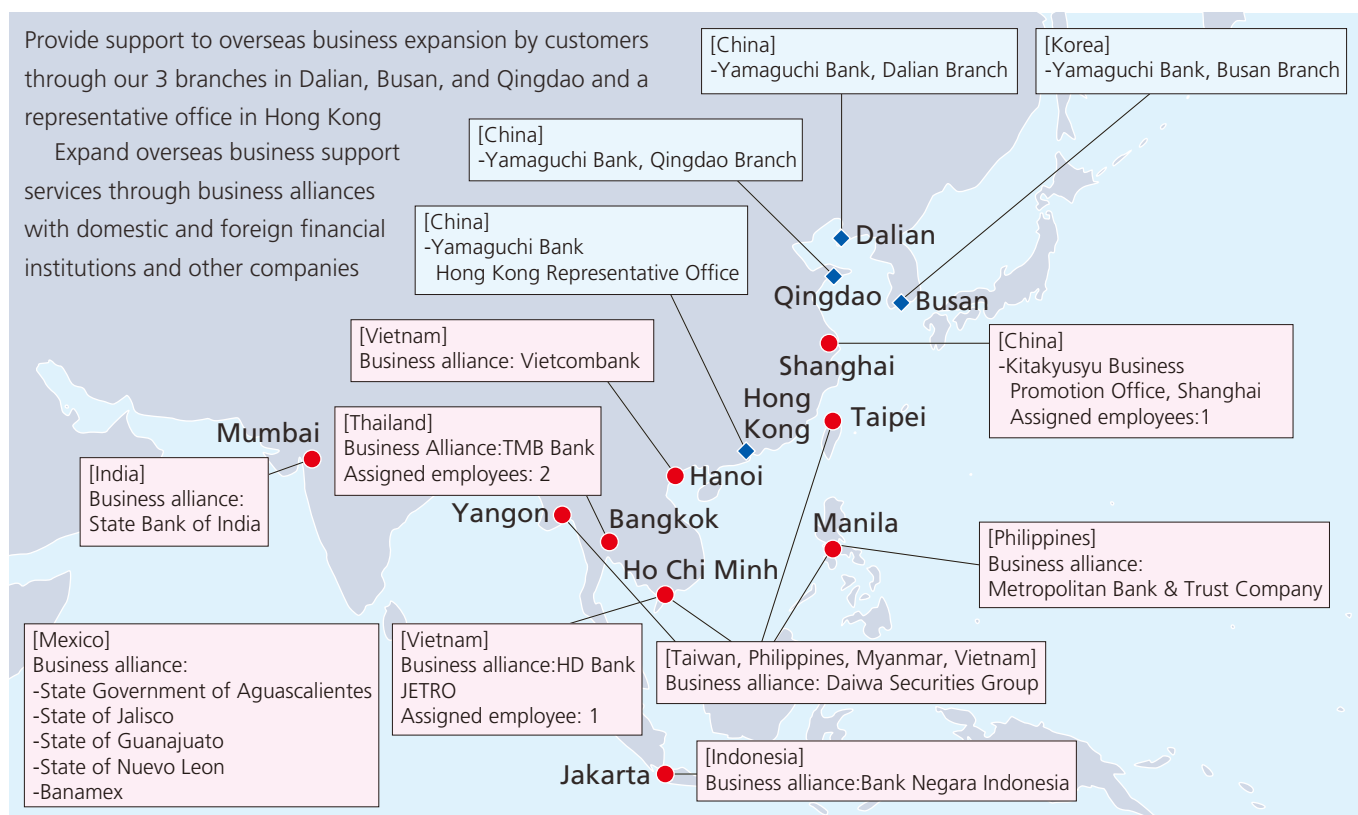 Provide support to overseas business expansion by customers
through our 3 branches in Dalian, Busan, and Qingdao and a
representative office in Hong Kong
Expand overseas business support
services through business alliances
with domestic and foreign financial
institutions and other companies
[China]
-Yamaguchi Bank, Dalian Branch
[Korea]
-Yamaguchi Bank, Busan Branch
[China]
-Yamaguchi Bank, Qingdao Branch
[China]
-Yamaguchi Bank
Hong Kong Representative Office
Dalian
Qingdao
Busan
[Vietnam]
Business alliance: Vietcombank
Shanghai
[China]
-Kitakyusyu Business
Promotion Office, Shanghai
Assigned employees:1
Hong
Kong
Taipei
Mumbai
[Thailand]
Business Alliance:TMB Bank
Assigned employees: 2
[India]
Business alliance:
State Bank of India
Hanoi
Yangon
Bangkok
Manila
[Philippines]
Business alliance:
Metropolitan Bank & Trust Company
Ho Chi Minh
[Mexico]
Business alliance:
-State Government of Aguascalientes
-State of Jalisco
-State of Guanajuato
-State of Nuevo Leon
-Banamex
[Vietnam]
Business alliance:HD Bank
JETRO
Assigned employee: 1
[Taiwan, Philippines, Myanmar, Vietnam]
Business alliance: Daiwa Securities Group
Jakarta
[Indonesia]
Business alliance:Bank Negara Indonesia